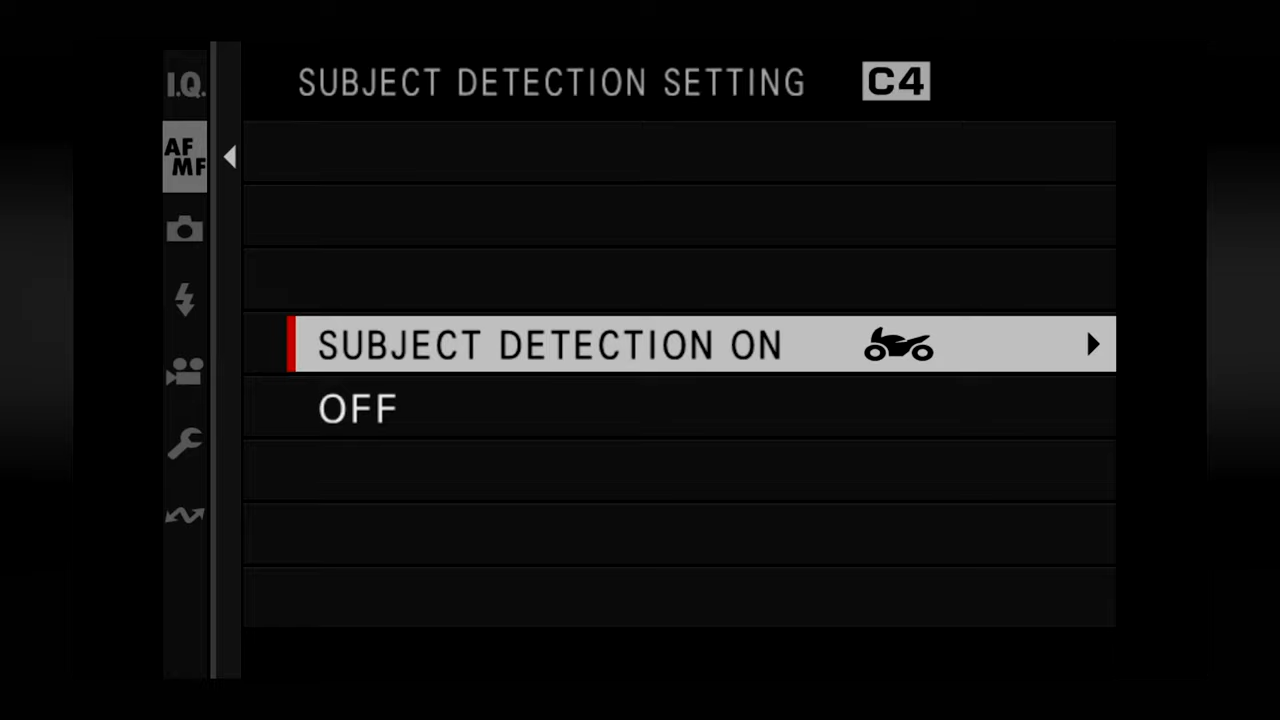 I.Q.
SUBJECT DETECTION SETTING C4
AF
MF
SUBJECT DETECTION ON
OFF